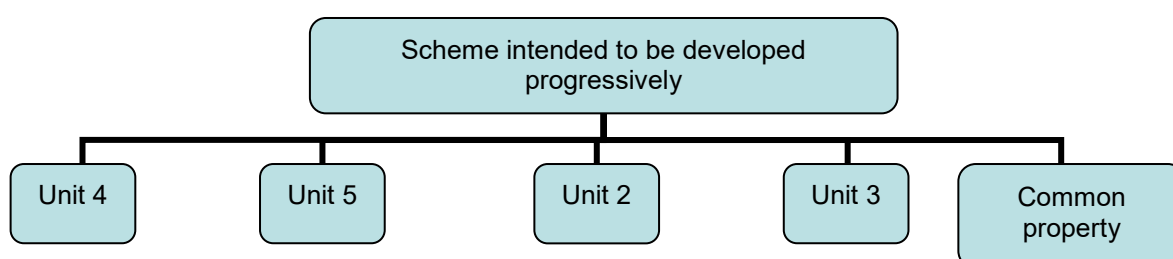 Scheme intended to be developed
progressively
Unit 4
Unit 5
Unit 2
Unit 3
Common
property